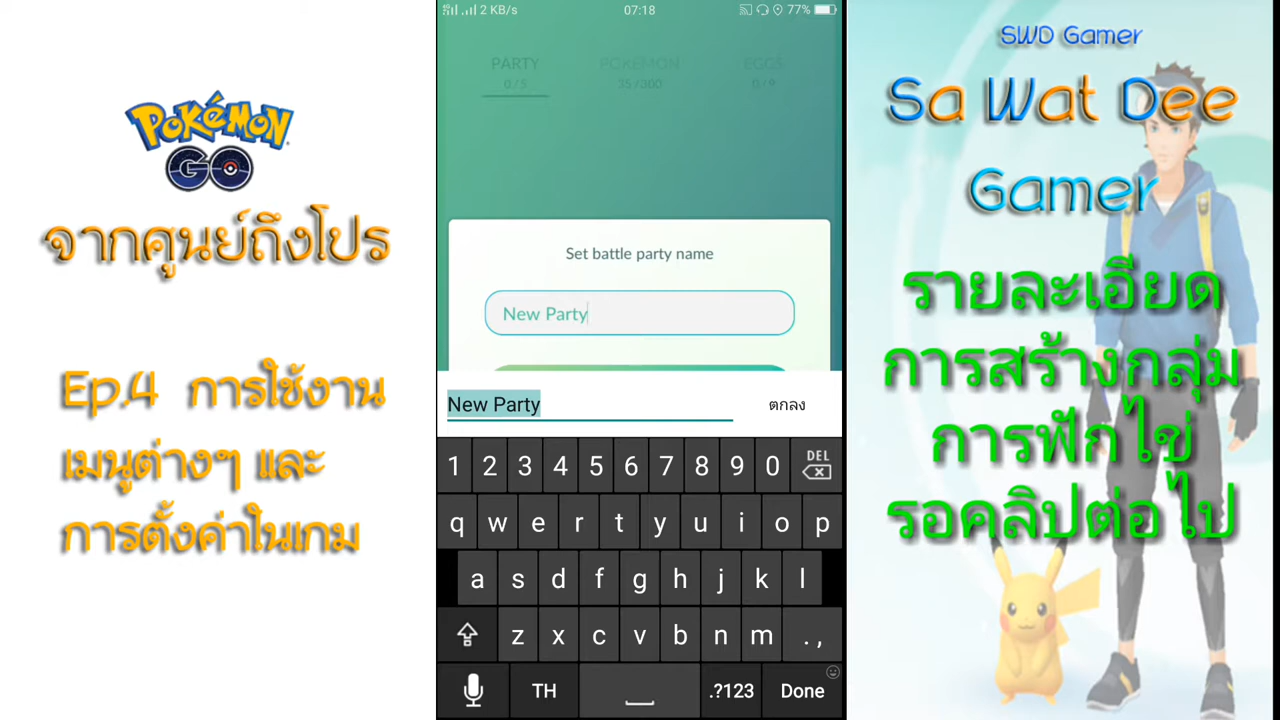 POKÉMON
GO
จากศูนย์ถึงโปร
Ep.4 การใช้งาน
เมนูต่างๆ และ
การตั้งค่าในเกม
2 KB/s
07:18
77%
PARTY
0/5
POKÉMON
35/300
EGGS
Set battle party name
New Party
New Party
ตกลง
1 2 3 4 5 6 7 8 9 0 DEL
q w e r t y u i o p
a s d f g h j k l
z x c v b n m . ,
TH .?123 Done
SWD Gamer
Sa Wat Dee
Gamer
รายละเอียด
การสร้างกลุ่ม
การฟักไข่
รอคลิปต่อไป